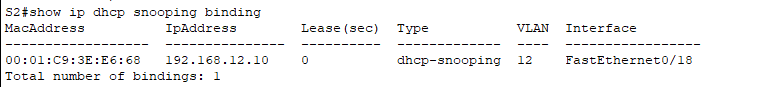 S2#show ip dhcp snooping binding
MacAddress          IpAddress        Lease(sec)  Type           VLAN  Interface
------------------  ---------------  ----------  -------------  ----  -----------------
00:01:C9:3E:E6:68   192.168.12.10    0           dhcp-snooping  12    FastEthernet0/18
Total number of bindings: 1